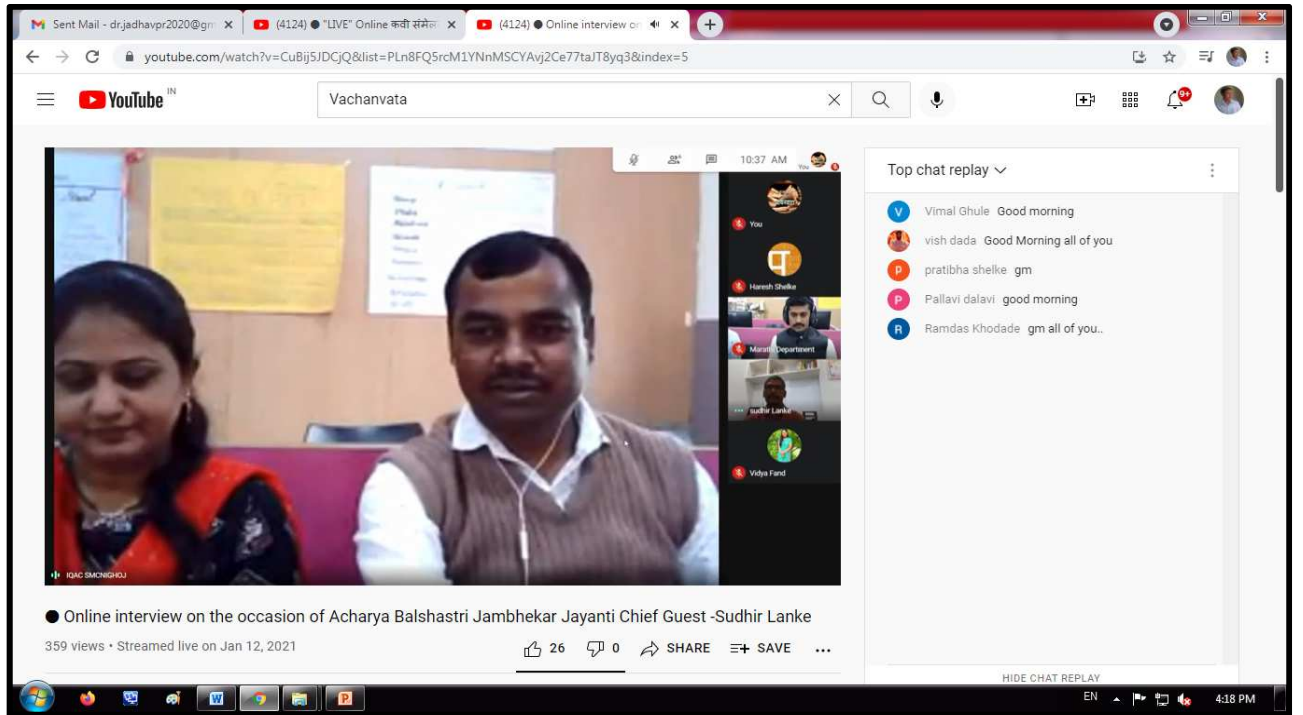 Sent Mail - dr.jadhavpr2020@gm
(4124) ● "LIVE" Online कवी संमेल
(4124) ● Online interview on
youtube.com/watch?v=CuBij5JDCjQ&list=PLn8FQ5rcM1YNnMSCYAvj2Ce77taJT8yq3&index=5
YouTube IN
Vachanvata
9+
10:37 AM
You
You
प
Haresh Shelke
Marathi Department
sudhir Lanke
Vidya Fand
IQAC SMCNIGHOJ
Top chat replay
V Vimal Ghule Good morning
vish dada Good Morning all of you
P pratibha shelke gm
P Pallavi dalavi good morning
R Ramdas Khodade gm all of you..
HIDE CHAT REPLAY
● Online interview on the occasion of Acharya Balshastri Jambhekar Jayanti Chief Guest -Sudhir Lanke
359 views • Streamed live on Jan 12, 2021
26 0 SHARE SAVE ...
EN 4:18 PM